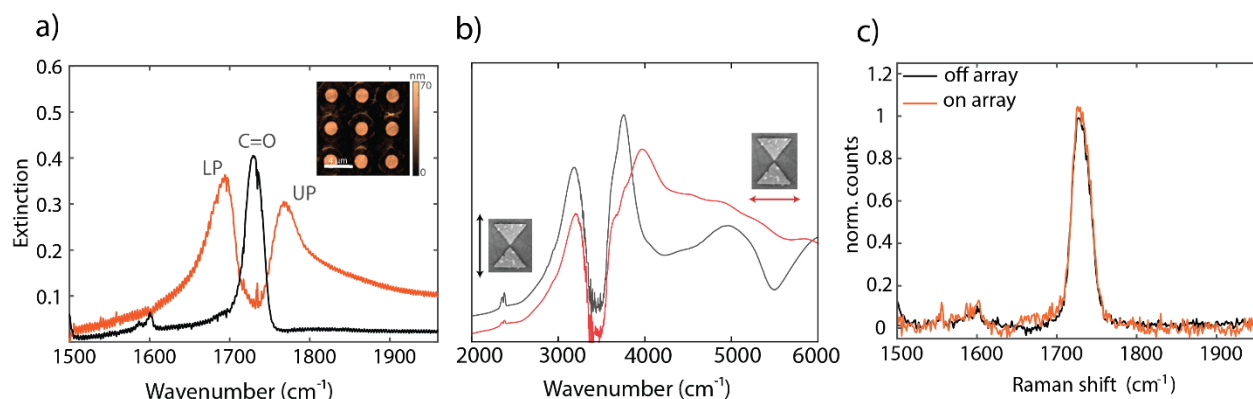 a)
0.6
0.5
0.4
0.3
0.2
0.1
Extinction
LP
C=O
UP
nm
70
0
4 µm
1500
1600
1700
1800
1900
Wavenumber (cm⁻¹)
b)
2000
3000
4000
5000
6000
Wavenumber (cm⁻¹)
c)
1.2
1
0.8
0.6
0.4
0.2
0
norm. counts
off array
on array
1500
1600
1700
1800
1900
Raman shift (cm⁻¹)